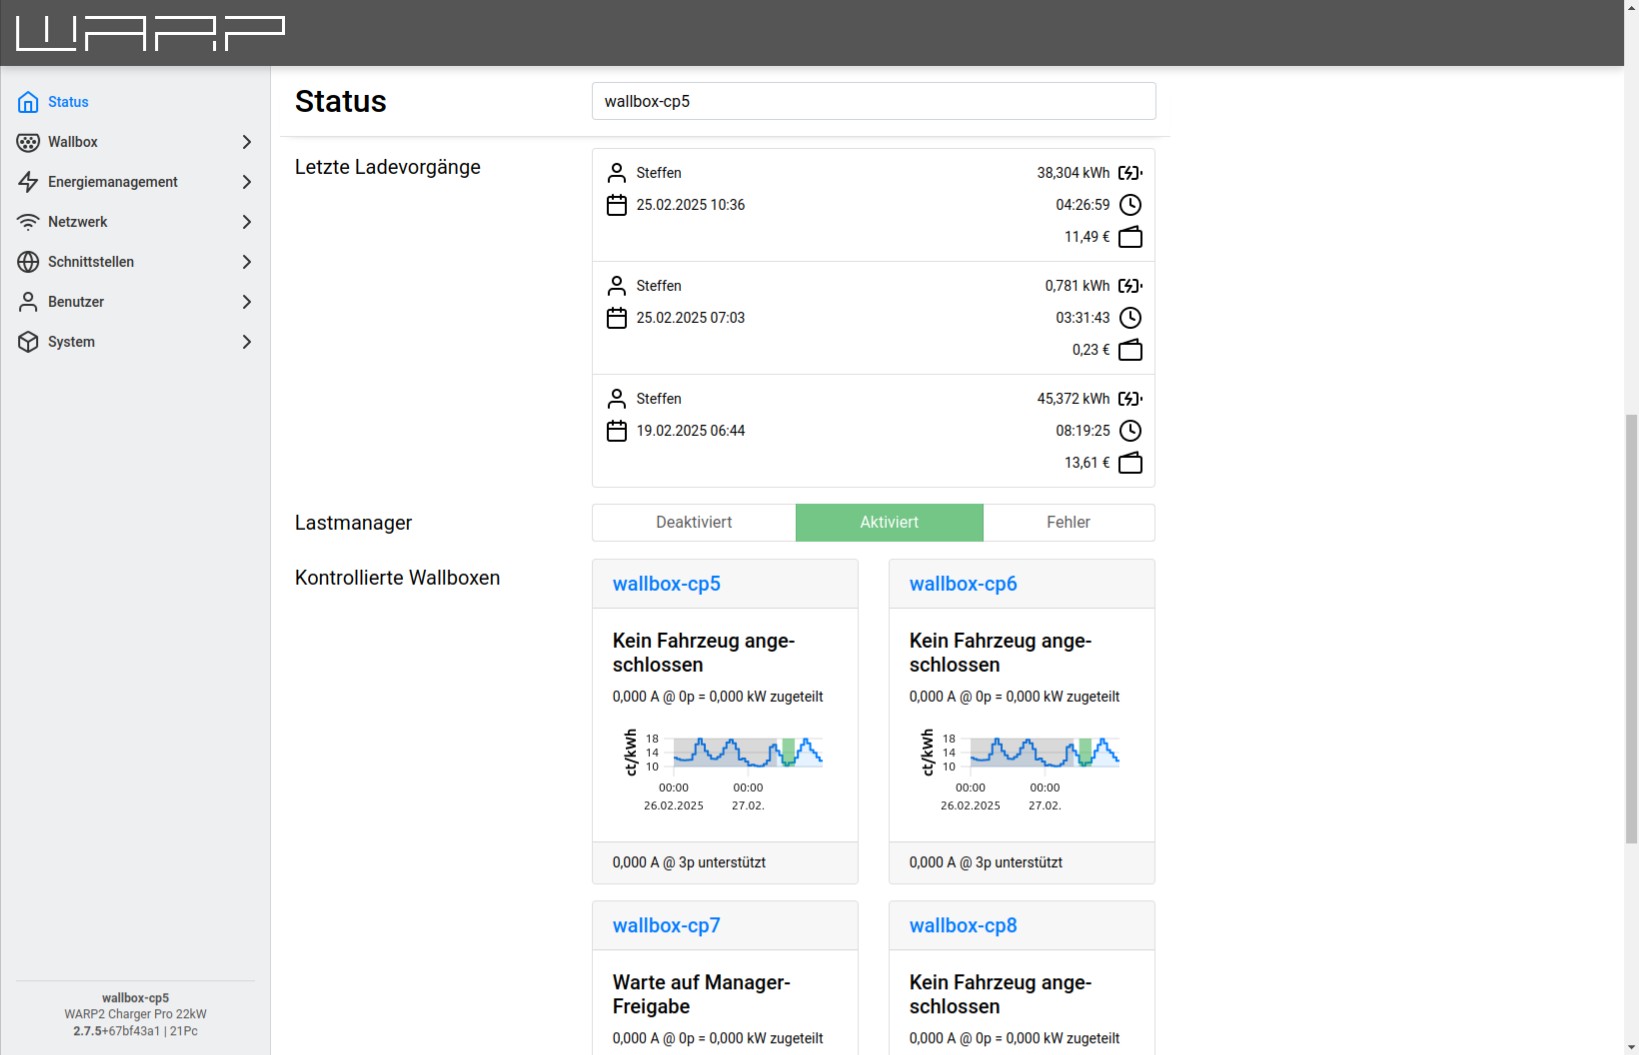 WARP
Status
Wallbox
Energiemanagement
Netzwerk
Schnittstellen
Benutzer
System
wallbox-cp5
WARP2 Charger Pro 22kW
2.7.5+67bf43a1 | 21Pc
Status
wallbox-cp5
Letzte Ladevorgänge
Steffen 38,304 kWh
25.02.2025 10:36 04:26:59
11,49 €
Steffen 0,781 kWh
25.02.2025 07:03 03:31:43
0,23 €
Steffen 45,372 kWh
19.02.2025 06:44 08:19:25
13,61 €
Lastmanager
Deaktiviert Aktiviert Fehler
Kontrollierte Wallboxen
wallbox-cp5
Kein Fahrzeug ange-
schlossen
0,000 A @ 0p = 0,000 kW zugeteilt
ct/kWh
18
14
10
00:00 00:00
26.02.2025 27.02.
0,000 A @ 3p unterstützt
wallbox-cp6
Kein Fahrzeug ange-
schlossen
0,000 A @ 0p = 0,000 kW zugeteilt
ct/kWh
18
14
10
00:00 00:00
26.02.2025 27.02.
0,000 A @ 3p unterstützt
wallbox-cp7
Warte auf Manager-
Freigabe
0,000 A @ 0p = 0,000 kW zugeteilt
wallbox-cp8
Kein Fahrzeug ange-
schlossen
0,000 A @ 0p = 0,000 kW zugeteilt